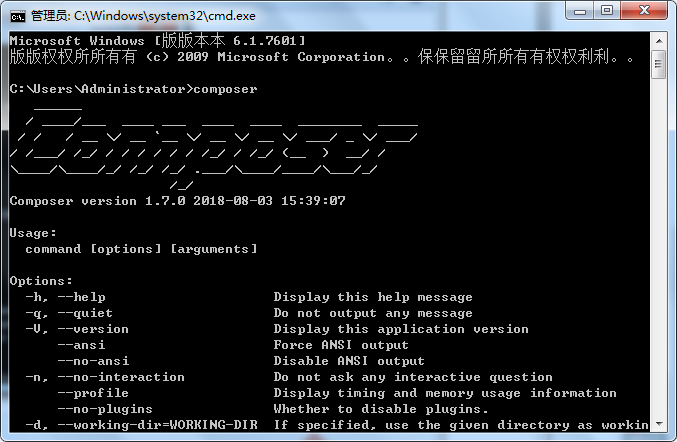 管理员: C:\Windows\system32\cmd.exe
Microsoft Windows [版版本本 6.1.7601]
版版权权所所有有 (c) 2009 Microsoft Corporation。。保保留留所所有有权权利利。。
C:\Users\Administrator>composer
Composer
Composer version 1.7.0 2018-08-03 15:39:07
Usage:
command [options] [arguments]
Options:
-h, --help Display this help message
-q, --quiet Do not output any message
-V, --version Display this application version
--ansi Force ANSI output
--no-ansi Disable ANSI output
-n, --no-interaction Do not ask any interactive question
--profile Display timing and memory usage information
--no-plugins Whether to disable plugins.
-d, --working-dir=WORKING-DIR If specified, use the given directory as workin